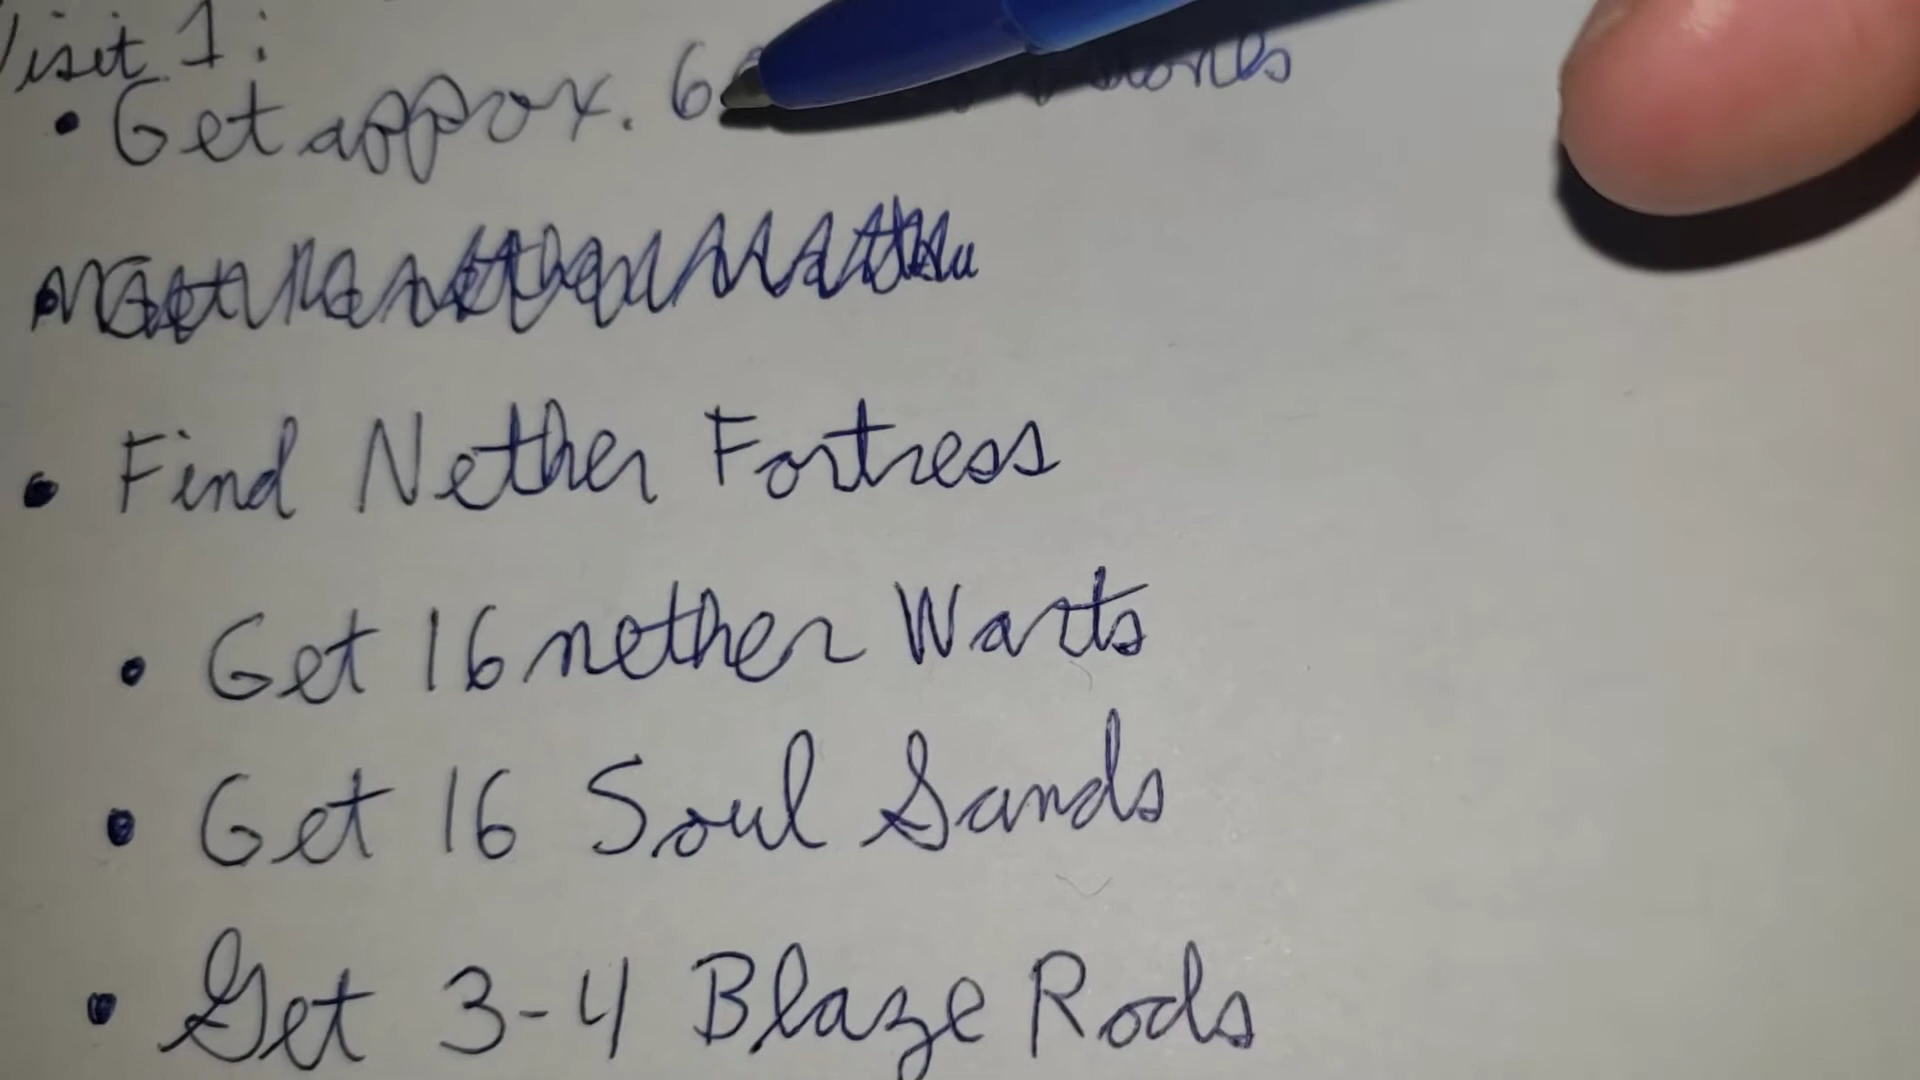 Visit 1:
• Get approx. 6
• Find Nether Fortress
• Get 16 nether Warts
• Get 16 Soul Sands
• Get 3-4 Blaze Rods